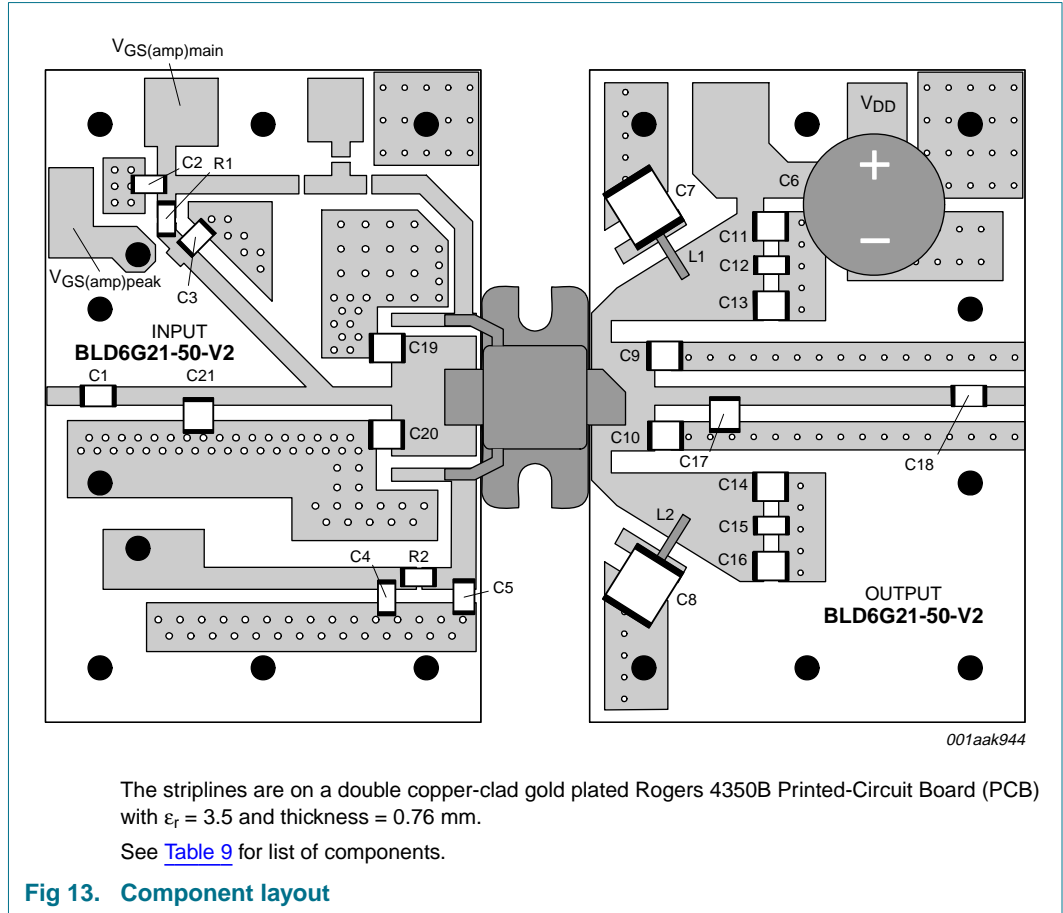 VGS(amp)main
VDD
C2
R1
C7
C6
C11
L1
C12
VGS(amp)peak
C3
C13
INPUT
BLD6G21-50-V2
C19
C9
C1
C21
C20
C10
C17
C18
C14
L2
C15
C4
R2
C16
C5
C8
OUTPUT
BLD6G21-50-V2
+
−
001aak944
The striplines are on a double copper-clad gold plated Rogers 4350B Printed-Circuit Board (PCB)
with εr = 3.5 and thickness = 0.76 mm.
See Table 9 for list of components.
Fig 13. Component layout